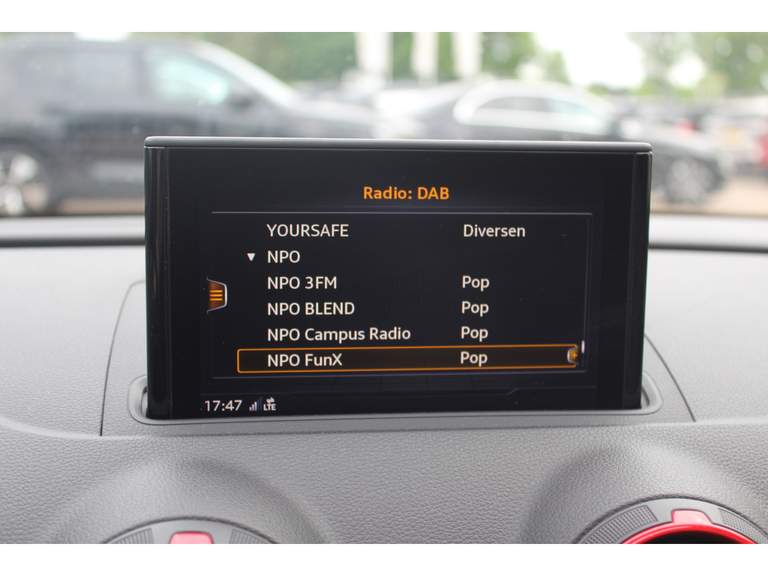 Radio: DAB
YOURSAFE Diversen
▼ NPO
NPO 3FM Pop
NPO BLEND Pop
NPO Campus Radio Pop
NPO FunX Pop
17:47 LTE